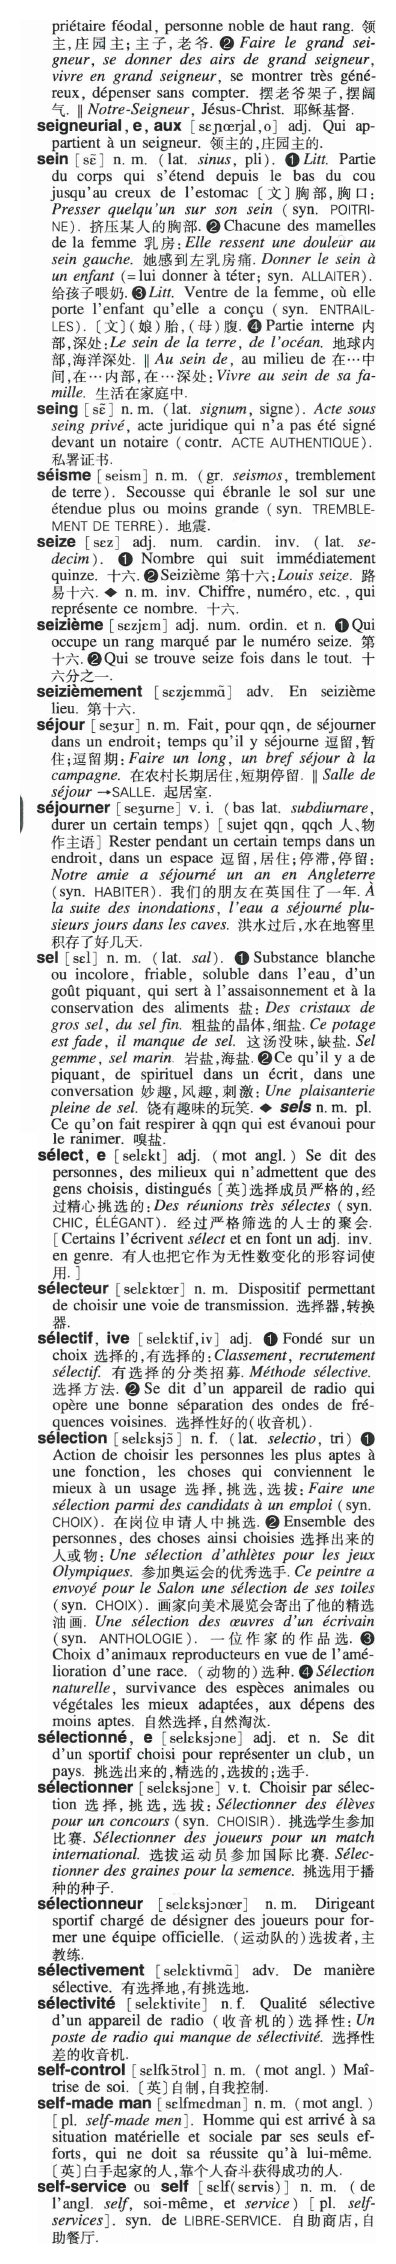 priétaire féodal, personne noble de haut rang. 领
主,庄园主; 主子,老爷. ❷ Faire le grand sei-
gneur, se donner des airs de grand seigneur,
vivre en grand seigneur, se montrer très géné-
reux, dépenser sans compter. 摆老爷架子,摆阔
气. ‖ Notre-Seigneur, Jésus-Christ. 耶稣基督.
seigneurial, e, aux [sɛɲœrjal,o] adj. Qui ap-
partient à un seigneur. 领主的,庄园主的.
sein [sɛ̃] n. m. (lat. sinus, pli). ❶ Litt. Partie
du corps qui s'étend depuis le bas du cou
jusqu'au creux de l'estomac〔文〕胸部,胸口:
Presser quelqu'un sur son sein (syn. POITRI-
NE). 挤压某人的胸部. ❷ Chacune des mamelles
de la femme 乳房: Elle ressent une douleur au
sein gauche. 她感到左乳房痛. Donner le sein à
un enfant (= lui donner à téter; syn. ALLAITER).
给孩子喂奶. ❸ Litt. Ventre de la femme, où elle
porte l'enfant qu'elle a conçu (syn. ENTRAIL-
LES).〔文〕(娘)胎,(母)腹. ❹ Partie interne 内
部,深处: Le sein de la terre, de l'océan. 地球内
部,海洋深处. ‖ Au sein de, au milieu de 在…中
间,在…内部,在…深处: Vivre au sein de sa fa-
mille. 生活在家庭中.
seing [sɛ̃] n. m. (lat. signum, signe). Acte sous
seing privé, acte juridique qui n'a pas été signé
devant un notaire (contr. ACTE AUTHENTIQUE).
私署证书.
séisme [seism] n. m. (gr. seismos, tremblement
de terre). Secousse qui ébranle le sol sur une
étendue plus ou moins grande (syn. TREMBLE-
MENT DE TERRE). 地震.
seize [sɛz] adj. num. cardin. inv. (lat. se-
decim). ❶ Nombre qui suit immédiatement
quinze. 十六. ❷ Seizième 第十六: Louis seize. 路
易十六. ◆ n. m. inv. Chiffre, numéro, etc., qui
représente ce nombre. 十六.
seizième [sɛzjɛm] adj. num. ordin. et n. ❶ Qui
occupe un rang marqué par le numéro seize. 第
十六. ❷ Qui se trouve seize fois dans le tout. 十
六分之一.
seizièmement [sɛzjɛmmɑ̃] adv. En seizième
lieu. 第十六.
séjour [seʒur] n. m. Fait, pour qqn, de séjourner
dans un endroit; temps qu'il y séjourne 逗留,暂
住;逗留期: Faire un long, un bref séjour à la
campagne. 在农村长期居住,短期停留. ‖ Salle de
séjour →SALLE. 起居室.
séjourner [seʒurne] v. i. (bas lat. subdiurnare,
durer un certain temps) [sujet qqn, qqch 人、物
作主语] Rester pendant un certain temps dans un
endroit, dans un espace 逗留,居住;停滞,停留:
Notre amie a séjourné un an en Angleterre
(syn. HABITER). 我们的朋友在英国住了一年. À
la suite des inondations, l'eau a séjourné plu-
sieurs jours dans les caves. 洪水过后,水在地窖里
积存了好几天.
sel [sɛl] n. m. (lat. sal). ❶ Substance blanche
ou incolore, friable, soluble dans l'eau, d'un
goût piquant, qui sert à l'assaisonnement et à la
conservation des aliments 盐: Des cristaux de
gros sel, du sel fin. 粗盐的晶体,细盐. Ce potage
est fade, il manque de sel. 这汤没味,缺盐. Sel
gemme, sel marin. 岩盐,海盐. ❷ Ce qu'il y a de
piquant, de spirituel dans un écrit, dans une
conversation 妙趣,风趣,刺激: Une plaisanterie
pleine de sel. 饶有趣味的玩笑. ◆ sels n. m. pl.
Ce qu'on fait respirer à qqn qui est évanoui pour
le ranimer. 嗅盐.
sélect, e [selɛkt] adj. (mot angl.) Se dit des
personnes, des milieux qui n'admettent que des
gens choisis, distingués〔英〕选择成员严格的,经
过精心挑选的: Des réunions très sélectes (syn.
CHIC, ÉLÉGANT). 经过严格筛选的人士的聚会.
[Certains l'écrivent sélect et en font un adj. inv.
en genre. 有人也把它作为无性数变化的形容词使
用.]
sélecteur [selɛktœr] n. m. Dispositif permettant
de choisir une voie de transmission. 选择器,转换
器.
sélectif, ive [selɛktif,iv] adj. ❶ Fondé sur un
choix 选择的,有选择的: Classement, recrutement
sélectif. 有选择的分类招募. Méthode sélective.
选择方法. ❷ Se dit d'un appareil de radio qui
opère une bonne séparation des ondes de fré-
quences voisines. 选择性好的(收音机).
sélection [selɛksjɔ̃] n. f. (lat. selectio, tri) ❶
Action de choisir les personnes les plus aptes à
une fonction, les choses qui conviennent le
mieux à un usage 选择,挑选,选拔: Faire une
sélection parmi des candidats à un emploi (syn.
CHOIX). 在岗位申请人中挑选. ❷ Ensemble des
personnes, des choses ainsi choisies 选择出来的
人或物: Une sélection d'athlètes pour les jeux
Olympiques. 参加奥运会的优秀选手. Ce peintre a
envoyé pour le Salon une sélection de ses toiles
(syn. CHOIX). 画家向美术展览会寄出了他的精选
油画. Une sélection des œuvres d'un écrivain
(syn. ANTHOLOGIE). 一位作家的作品选. ❸
Choix d'animaux reproducteurs en vue de l'amé-
lioration d'une race. (动物的)选种. ❹ Sélection
naturelle, survivance des espèces animales ou
végétales les mieux adaptées, aux dépens des
moins aptes. 自然选择,自然淘汰.
sélectionné, e [selɛksjɔne] adj. et n. Se dit
d'un sportif choisi pour représenter un club, un
pays. 挑选出来的,精选的,选拔的;选手.
sélectionner [selɛksjɔne] v. t. Choisir par sélec-
tion 选择,挑选,选拔: Sélectionner des élèves
pour un concours (syn. CHOISIR). 挑选学生参加
比赛. Sélectionner des joueurs pour un match
international. 选拔运动员参加国际比赛. Sélec-
tionner des graines pour la semence. 挑选用于播
种的种子.
sélectionneur [selɛksjɔnœr] n. m. Dirigeant
sportif chargé de désigner des joueurs pour for-
mer une équipe officielle. (运动队的)选拔者,主
教练.
sélectivement [selɛktivmɑ̃] adv. De manière
sélective. 有选择地,有挑选地.
sélectivité [selɛktivite] n. f. Qualité sélective
d'un appareil de radio (收音机的)选择性: Un
poste de radio qui manque de sélectivité. 选择性
差的收音机.
self-control [sɛlfkɔ̃trol] n. m. (mot angl.) Maî-
trise de soi.〔英〕自制,自我控制.
self-made man [sɛlfmɛdman] n. m. (mot angl.)
[pl. self-made men]. Homme qui est arrivé à sa
situation matérielle et sociale par ses seuls ef-
forts, qui ne doit sa réussite qu'à lui-même.
〔英〕白手起家的人,靠个人奋斗获得成功的人.
self-service ou self [sɛlf(sɛrvis)] n. m. (de
l'angl. self, soi-même, et service) [pl. self-
services]. syn. de LIBRE-SERVICE. 自助商店,自
助餐厅.